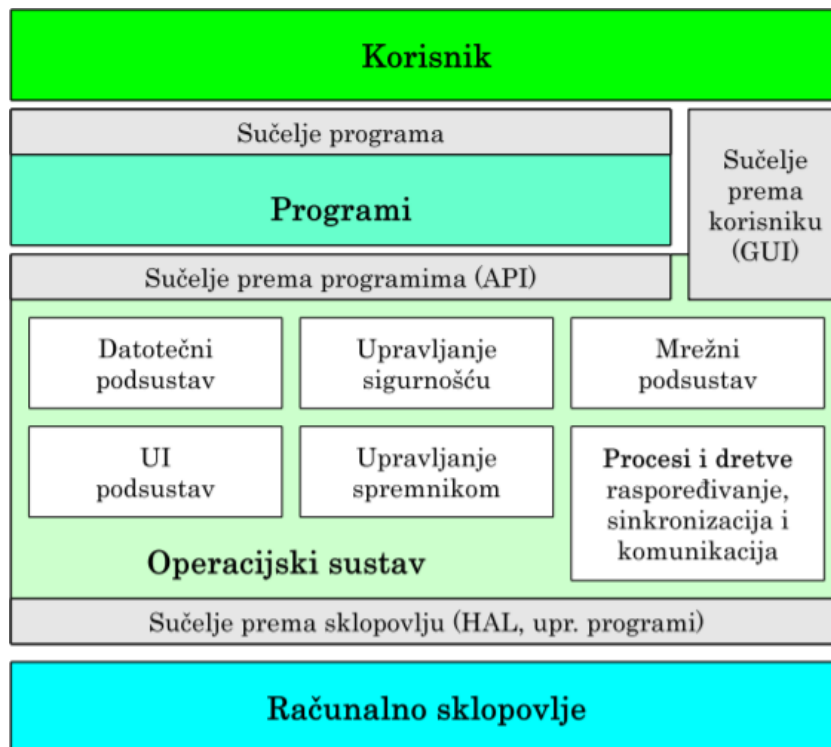 Korisnik
Sučelje programa
Programi
Sučelje
prema
korisniku
(GUI)
Sučelje prema programima (API)
Datotečni
podsustav
Upravljanje
sigurnošću
Mrežni
podsustav
UI
podsustav
Upravljanje
spremnikom
Procesi i dretve
raspoređivanje,
sinkronizacija i
komunikacija
Operacijski sustav
Sučelje prema sklopovlju (HAL, upr. programi)
Računalno sklopovlje